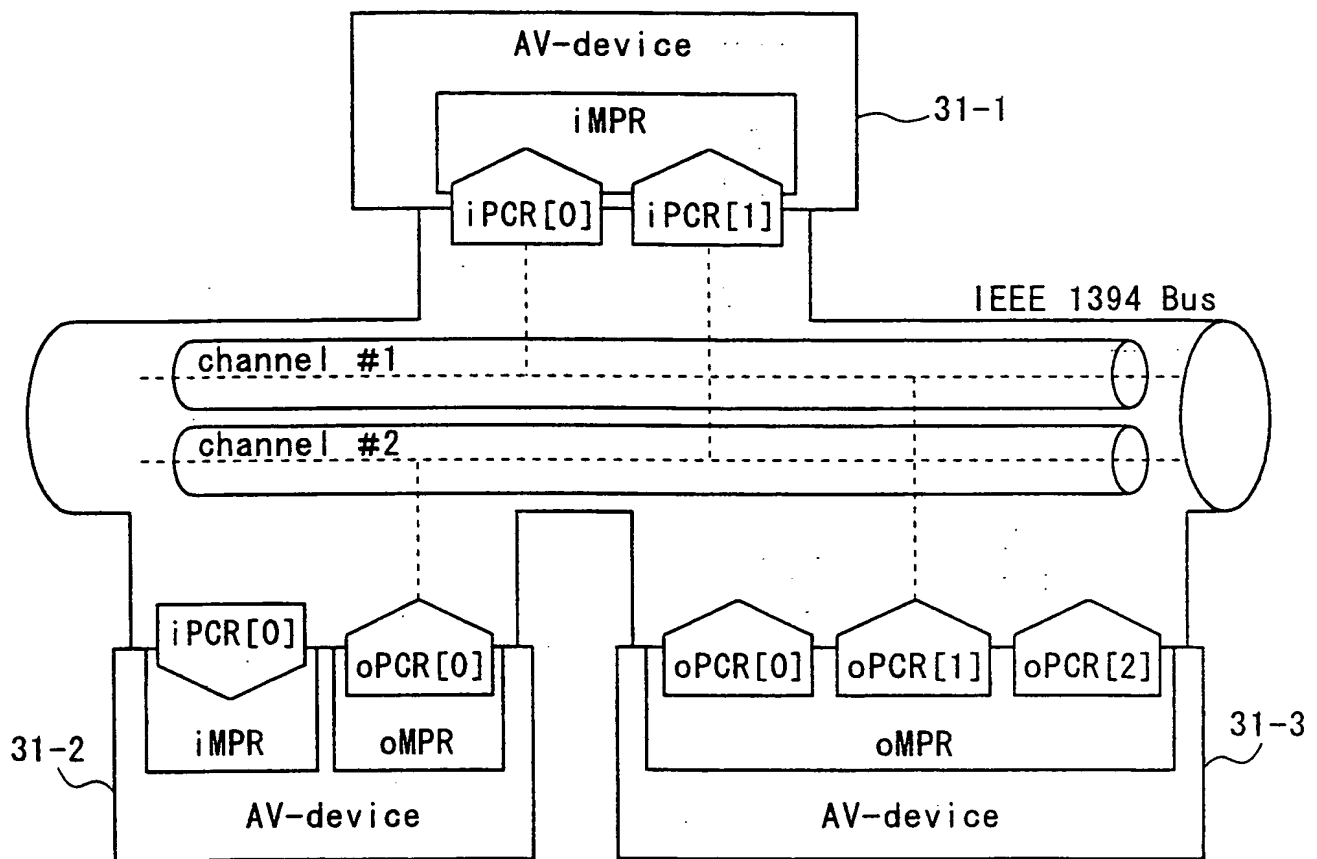 AV-device
iMPR
31-1
iPCR[0]
iPCR[1]
IEEE 1394 Bus
channel #1
channel #2
iPCR[0]
oPCR[0]
oPCR[0]
oPCR[1]
oPCR[2]
31-2
iMPR
oMPR
oMPR
31-3
AV-device
AV-device